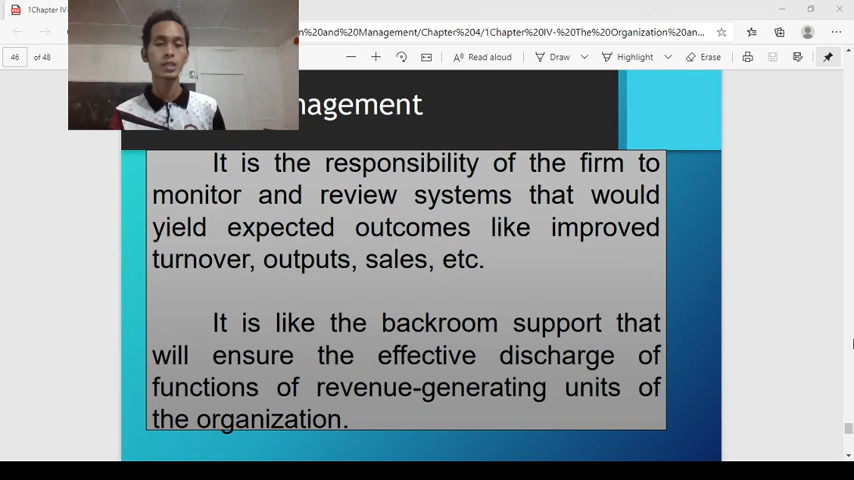 1Chapter IV-
n%20and%20Management/Chapter%204/1Chapter%20IV-%20The%20Organization%20an...
46 of 48
Read aloud
Draw
Highlight
Erase
nagement
It is the responsibility of the firm to
monitor and review systems that would
yield expected outcomes like improved
turnover, outputs, sales, etc.
It is like the backroom support that
will ensure the effective discharge of
functions of revenue-generating units of
the organization.